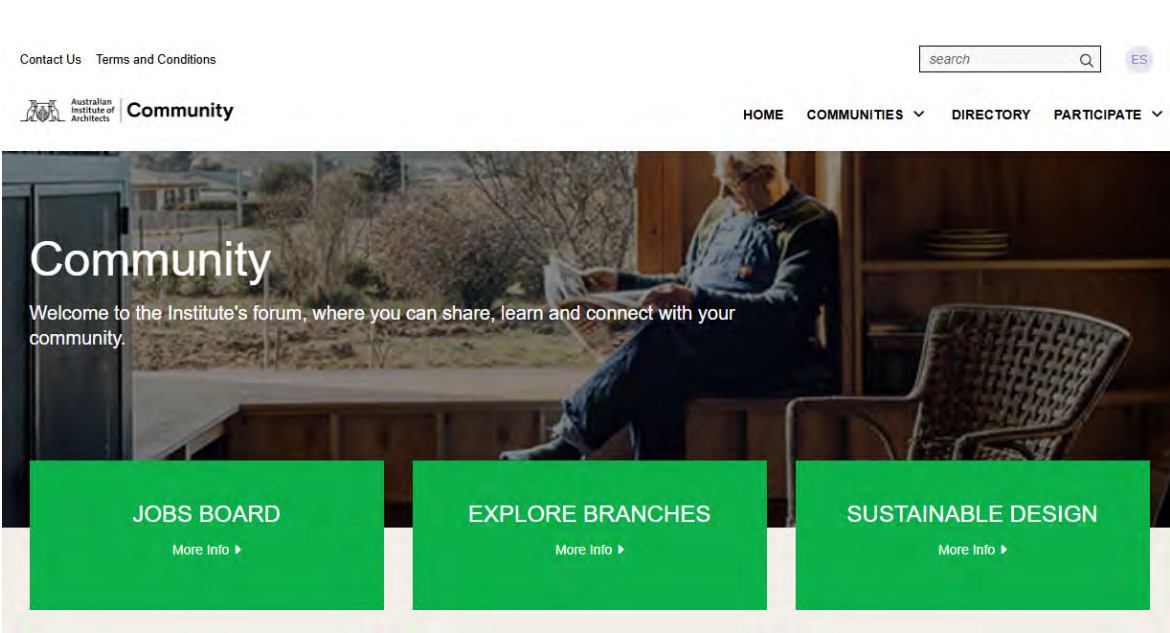 Contact Us Terms and Conditions
search
ES
Australian
Institute of
Architects
Community
HOME COMMUNITIES DIRECTORY PARTICIPATE
Community
Welcome to the Institute's forum, where you can share, learn and connect with your
community.
JOBS BOARD
More Info
EXPLORE BRANCHES
More Info
SUSTAINABLE DESIGN
More Info